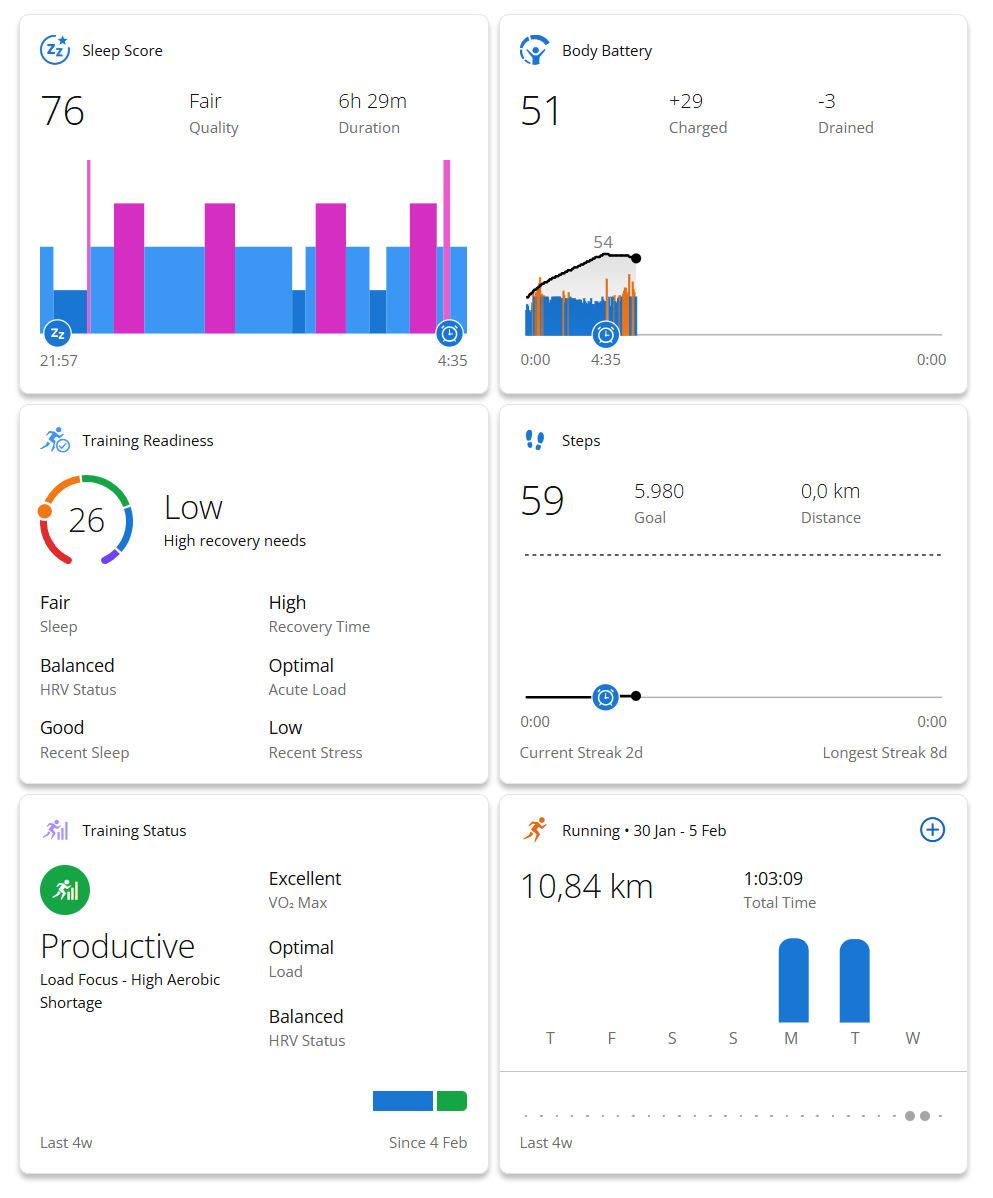 Sleep Score
76
Fair
Quality
6h 29m
Duration
21:57
4:35
Body Battery
51
+29
Charged
-3
Drained
54
0:00
4:35
0:00
Training Readiness
26
Low
High recovery needs
Fair
Sleep
High
Recovery Time
Balanced
HRV Status
Optimal
Acute Load
Good
Recent Sleep
Low
Recent Stress
Steps
59
5.980
Goal
0,0 km
Distance
0:00
0:00
Current Streak 2d
Longest Streak 8d
Training Status
Productive
Load Focus - High Aerobic
Shortage
Excellent
VO₂ Max
Optimal
Load
Balanced
HRV Status
Last 4w
Since 4 Feb
Running • 30 Jan - 5 Feb
10,84 km
1:03:09
Total Time
T F S S M T W
Last 4w